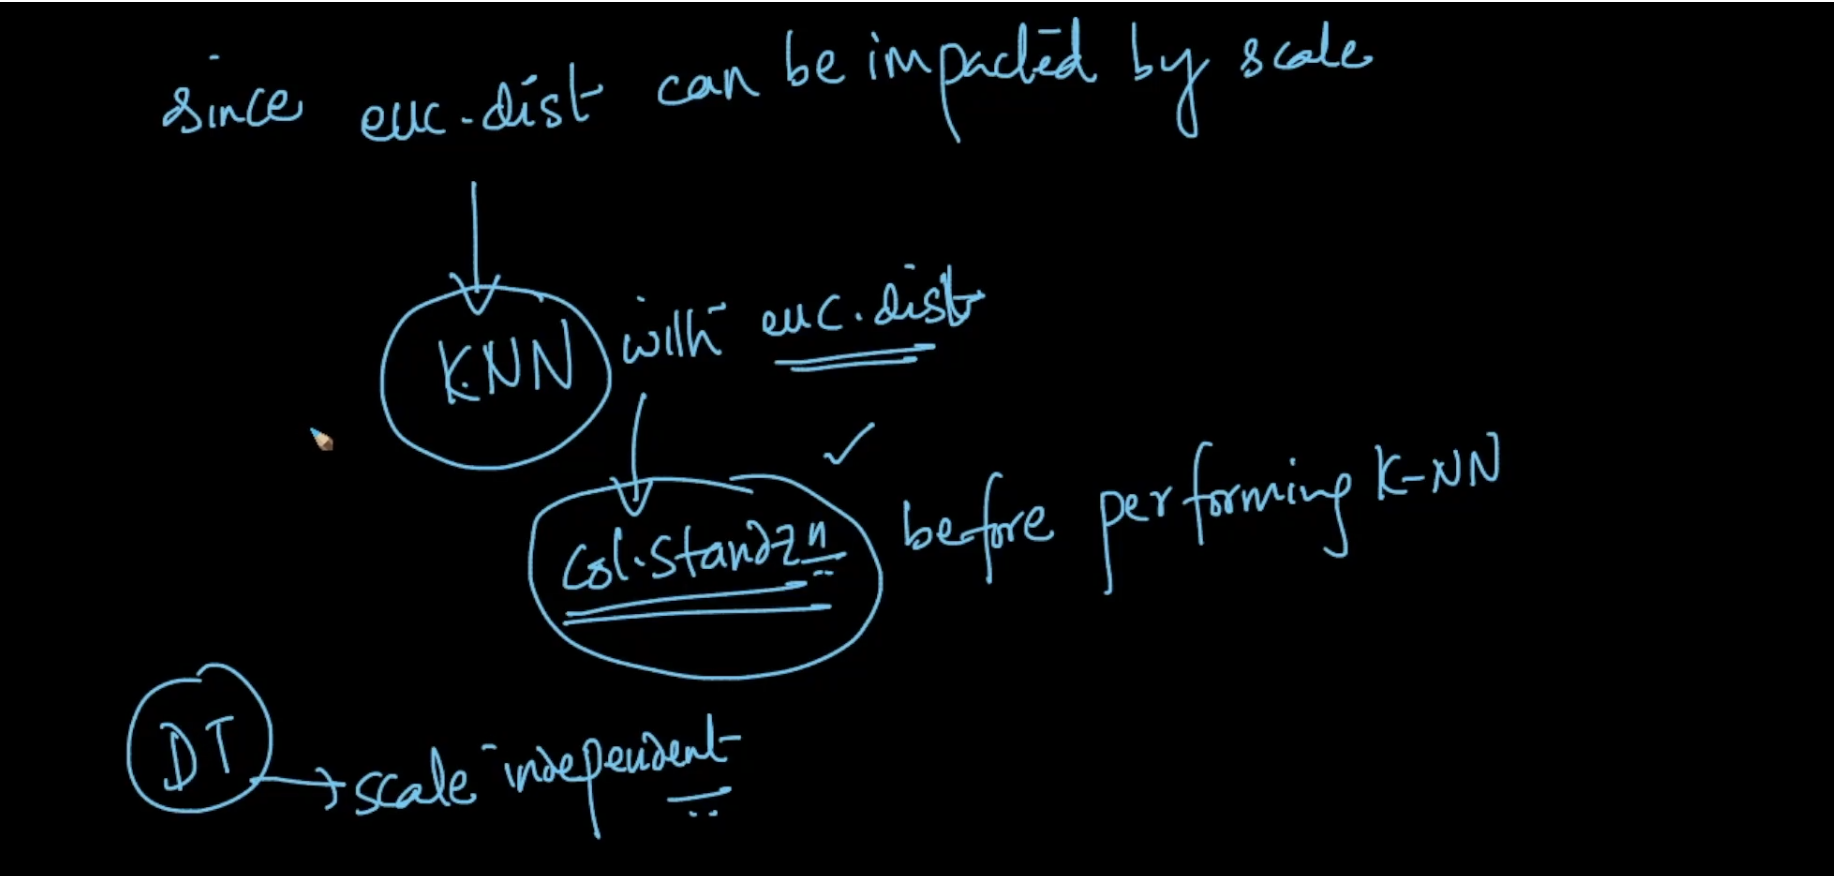 since euc.dist can be impacted by scale
KNN with euc.dist
col.standzn before performing K-NN
DT → scale independent